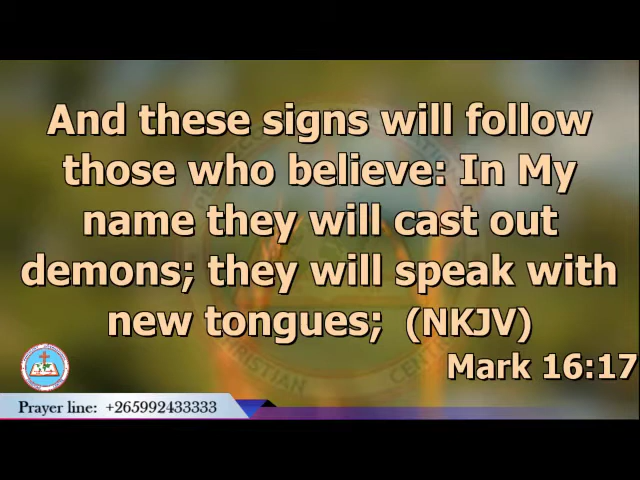 And these signs will follow
those who believe: In My
name they will cast out
demons; they will speak with
new tongues; (NKJV)
Mark 16:17
Prayer line: +265992433333
CHRISTIAN